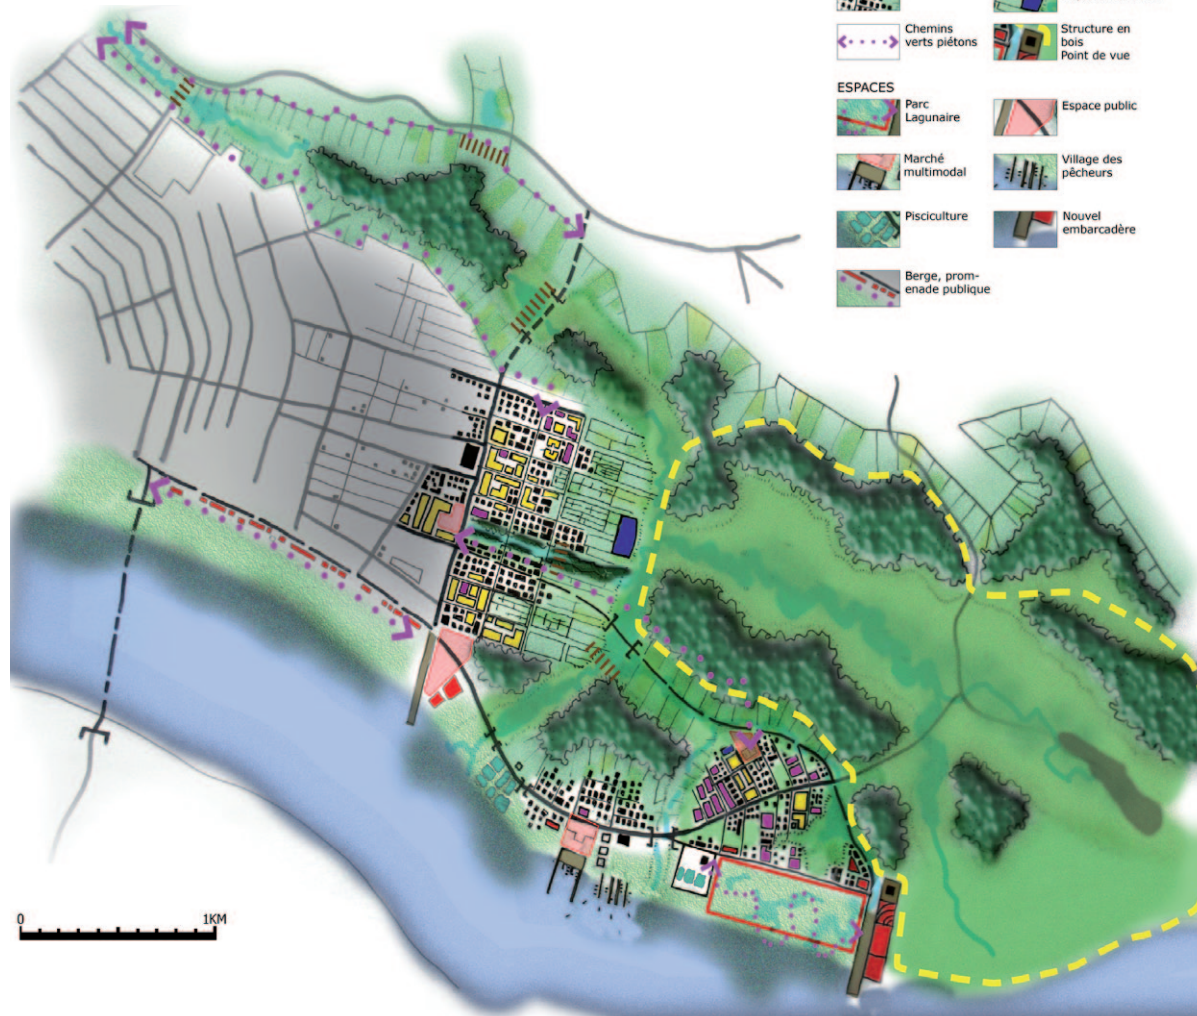 Chemins
verts piétons
Structure en
bois
Point de vue
ESPACES
Parc
Lagunaire
Espace public
Marché
multimodal
Village des
pêcheurs
Pisciculture
Nouvel
embarcadère
Berge, prom-
enade publique
0 1KM